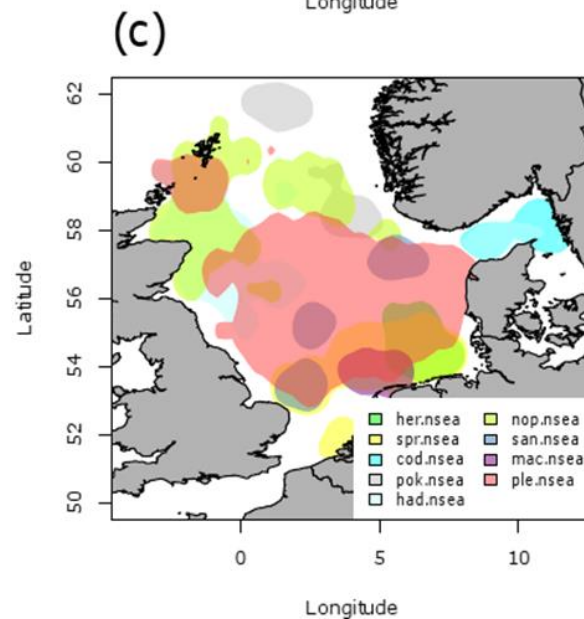 Longitude
(c)
62
60
58
56
54
52
50
Latitude
her.nsea
spr.nsea
cod.nsea
pok.nsea
had.nsea
nop.nsea
san.nsea
mac.nsea
ple.nsea
0 5 10
Longitude